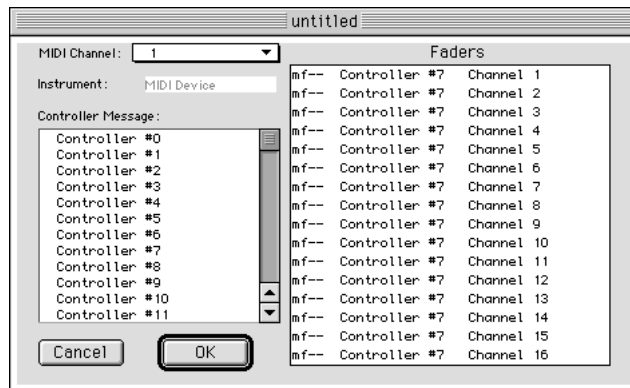 untitled
MIDI Channel: 1
Instrument: MIDI Device
Controller Message:
Controller #0
Controller #1
Controller #2
Controller #3
Controller #4
Controller #5
Controller #6
Controller #7
Controller #8
Controller #9
Controller #10
Controller #11
Cancel
OK
Faders
mf-- Controller #7 Channel 1
mf-- Controller #7 Channel 2
mf-- Controller #7 Channel 3
mf-- Controller #7 Channel 4
mf-- Controller #7 Channel 5
mf-- Controller #7 Channel 6
mf-- Controller #7 Channel 7
mf-- Controller #7 Channel 8
mf-- Controller #7 Channel 9
mf-- Controller #7 Channel 10
mf-- Controller #7 Channel 11
mf-- Controller #7 Channel 12
mf-- Controller #7 Channel 13
mf-- Controller #7 Channel 14
mf-- Controller #7 Channel 15
mf-- Controller #7 Channel 16